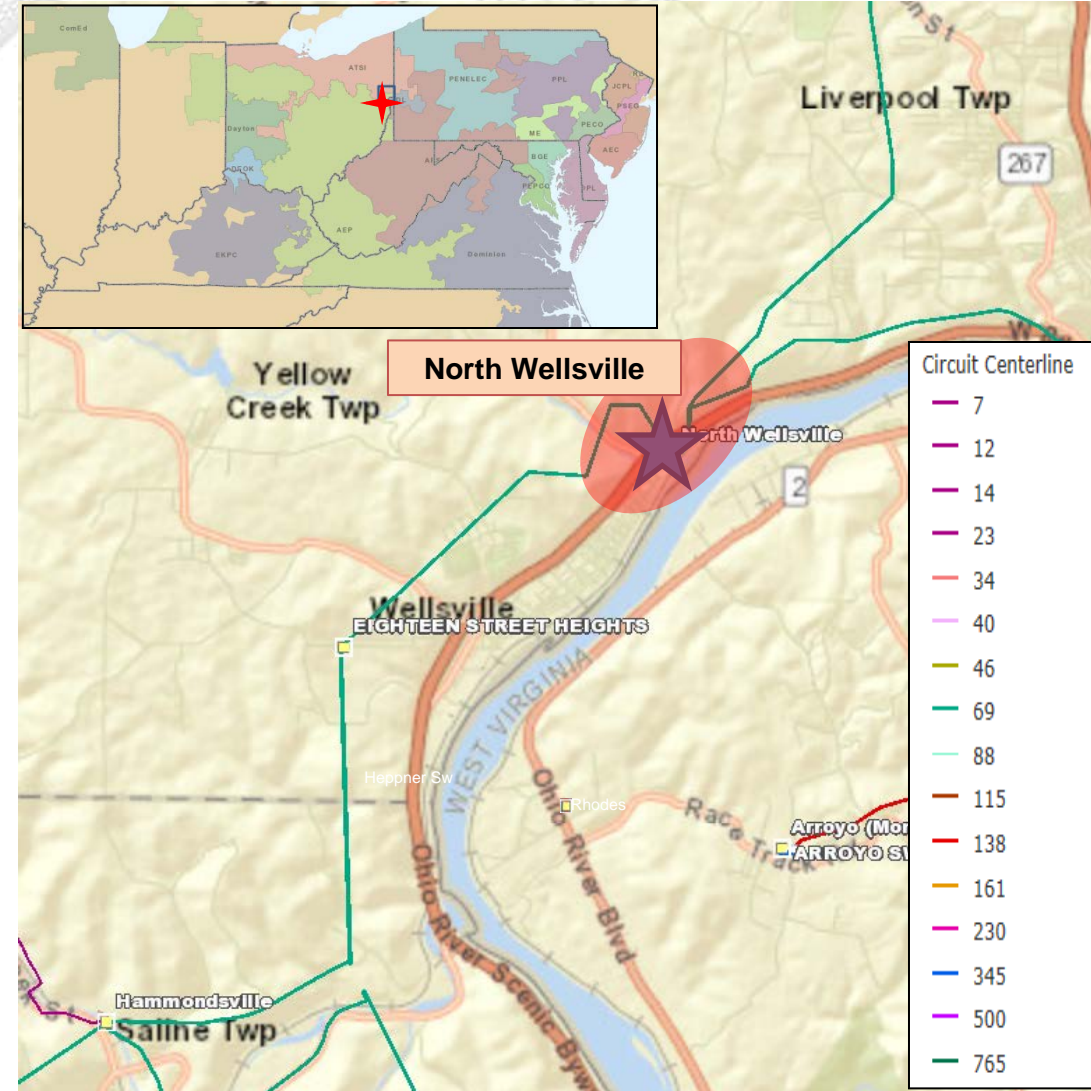 ComEd
ATSI
PENELEC
PPL
JCPL
PSEG
Dayton
ME
PECO
AEC
DEOK
BGE
PEPCO
DPL
AEP
EKPC
Dominion
Liverpool Twp
267
North Wellsville
Yellow
Creek Twp
North Wellsville
2
Circuit Centerline
7
12
14
23
34
40
46
69
88
115
138
161
230
345
500
765
Wellsville
EIGHTEEN STREET HEIGHTS
WEST VIRGINIA
Heppner Sw
Rhodes
Ohio River Blvd
Race Track
Arroyo (Mon
ARROYO SW
Ohio River Scenic Byw
Hammondsville
Saline Twp